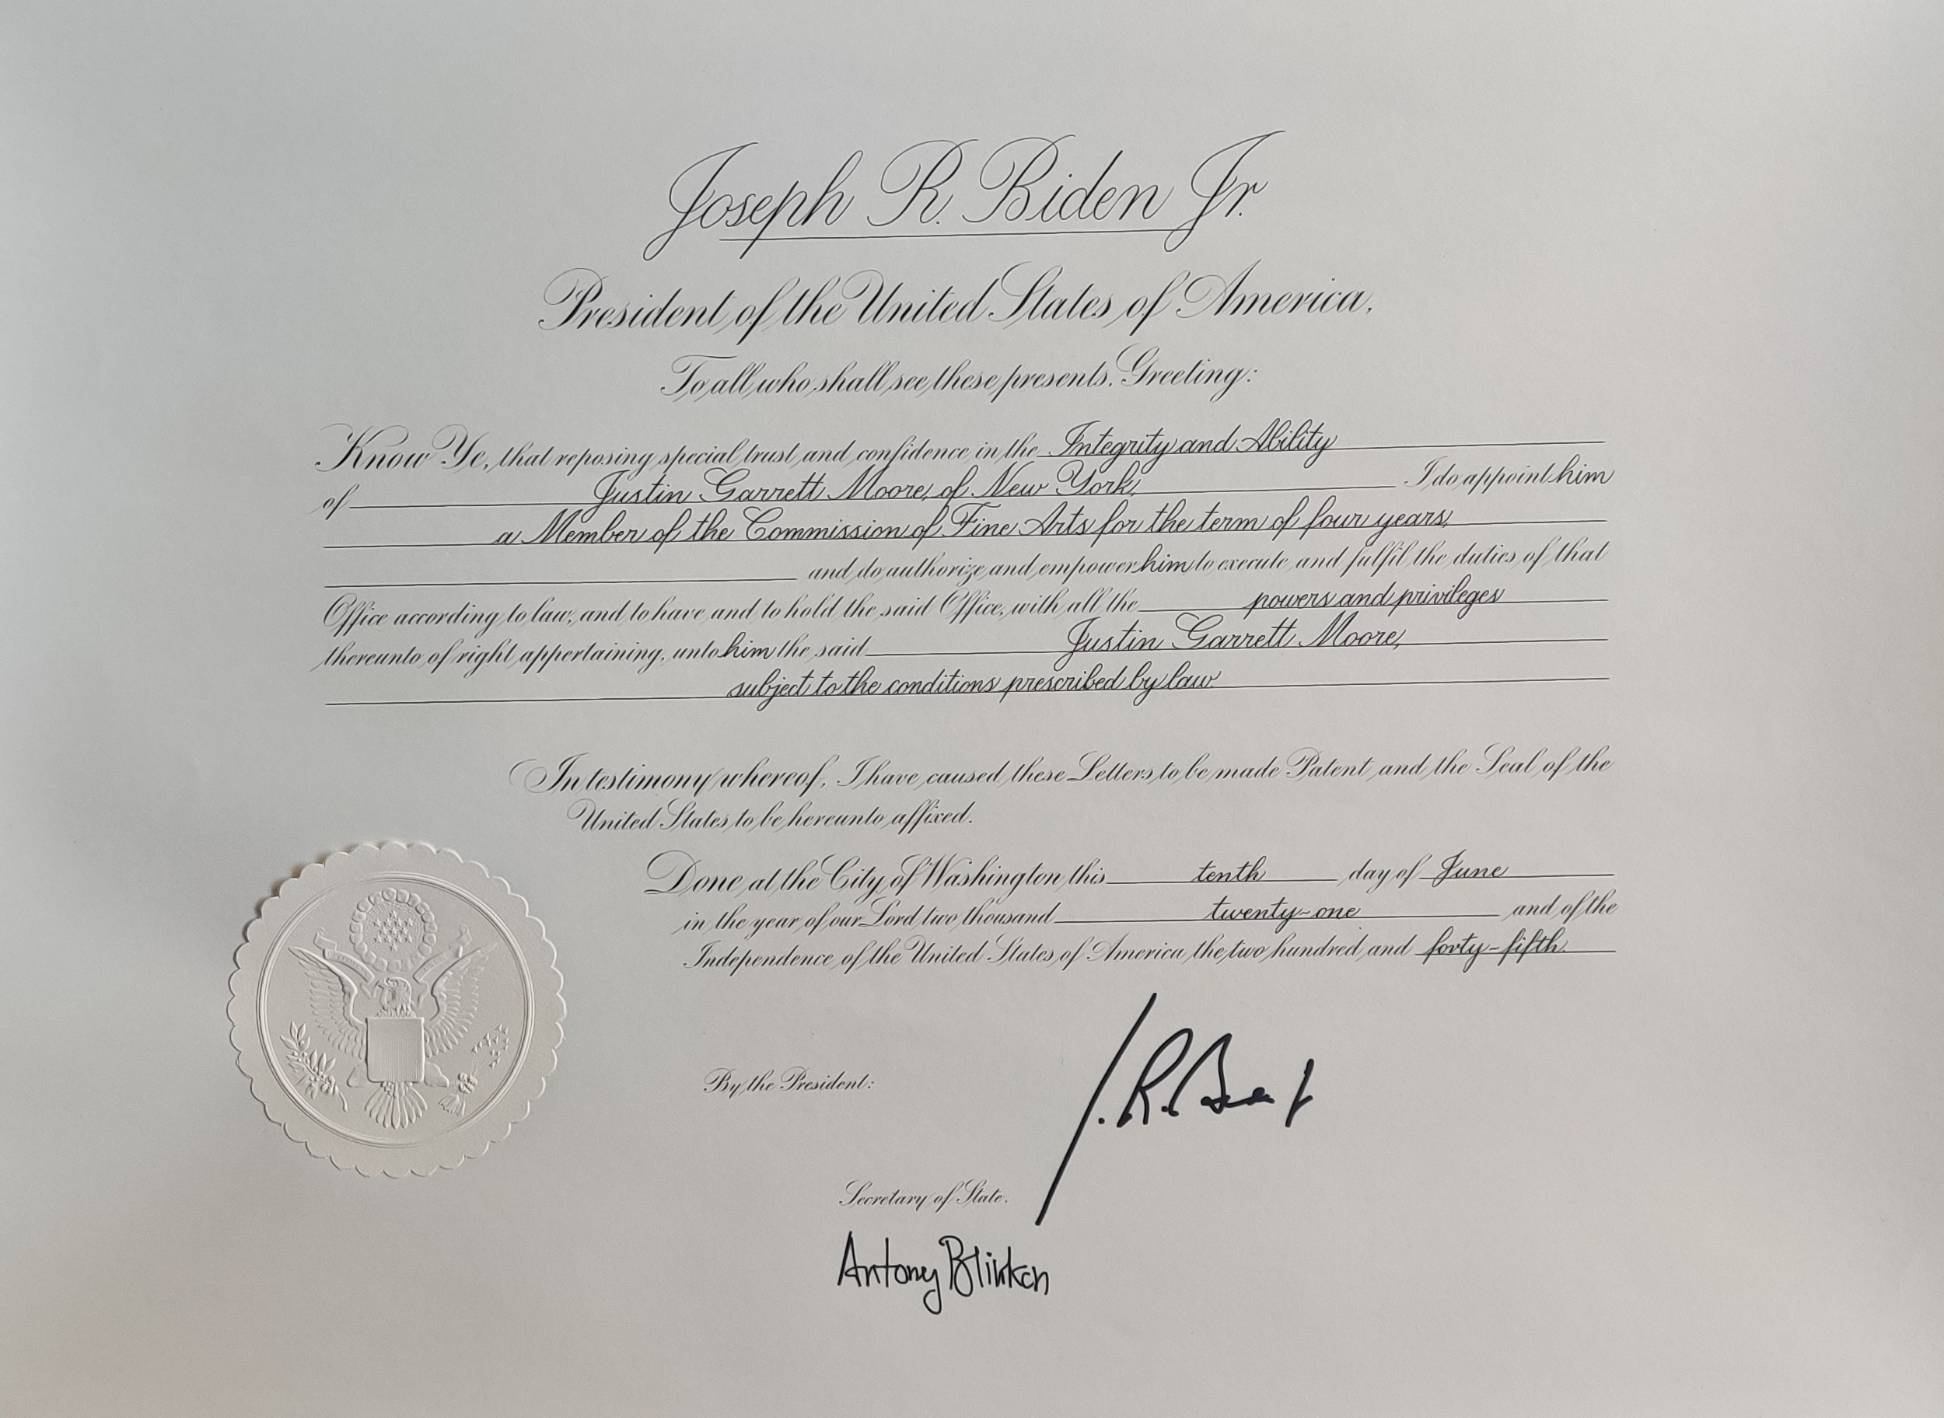 Joseph R. Biden Jr.
President of the United States of America.
To all who shall see these presents, Greeting:
Know Ye, that reposing special trust and confidence in the Integrity and Ability
of Justin Garrett Moore, of New York, I do appoint him
a Member of the Commission of Fine Arts for the term of four years,
and do authorize and empower him to execute and fulfil the duties of that
Office according to law, and to have and to hold the said Office, with all the powers and privileges
thereunto of right appertaining, unto him the said Justin Garrett Moore,
subject to the conditions prescribed by law.
In testimony whereof, I have caused these Letters to be made Patent and the Seal of the
United States to be hereunto affixed.
Done at the City of Washington this tenth day of June
in the year of our Lord two thousand twenty-one and of the
Independence of the United States of America the two hundred and forty-fifth.
By the President:
J. R. Biden Jr
Secretary of State.
Antony Blinken